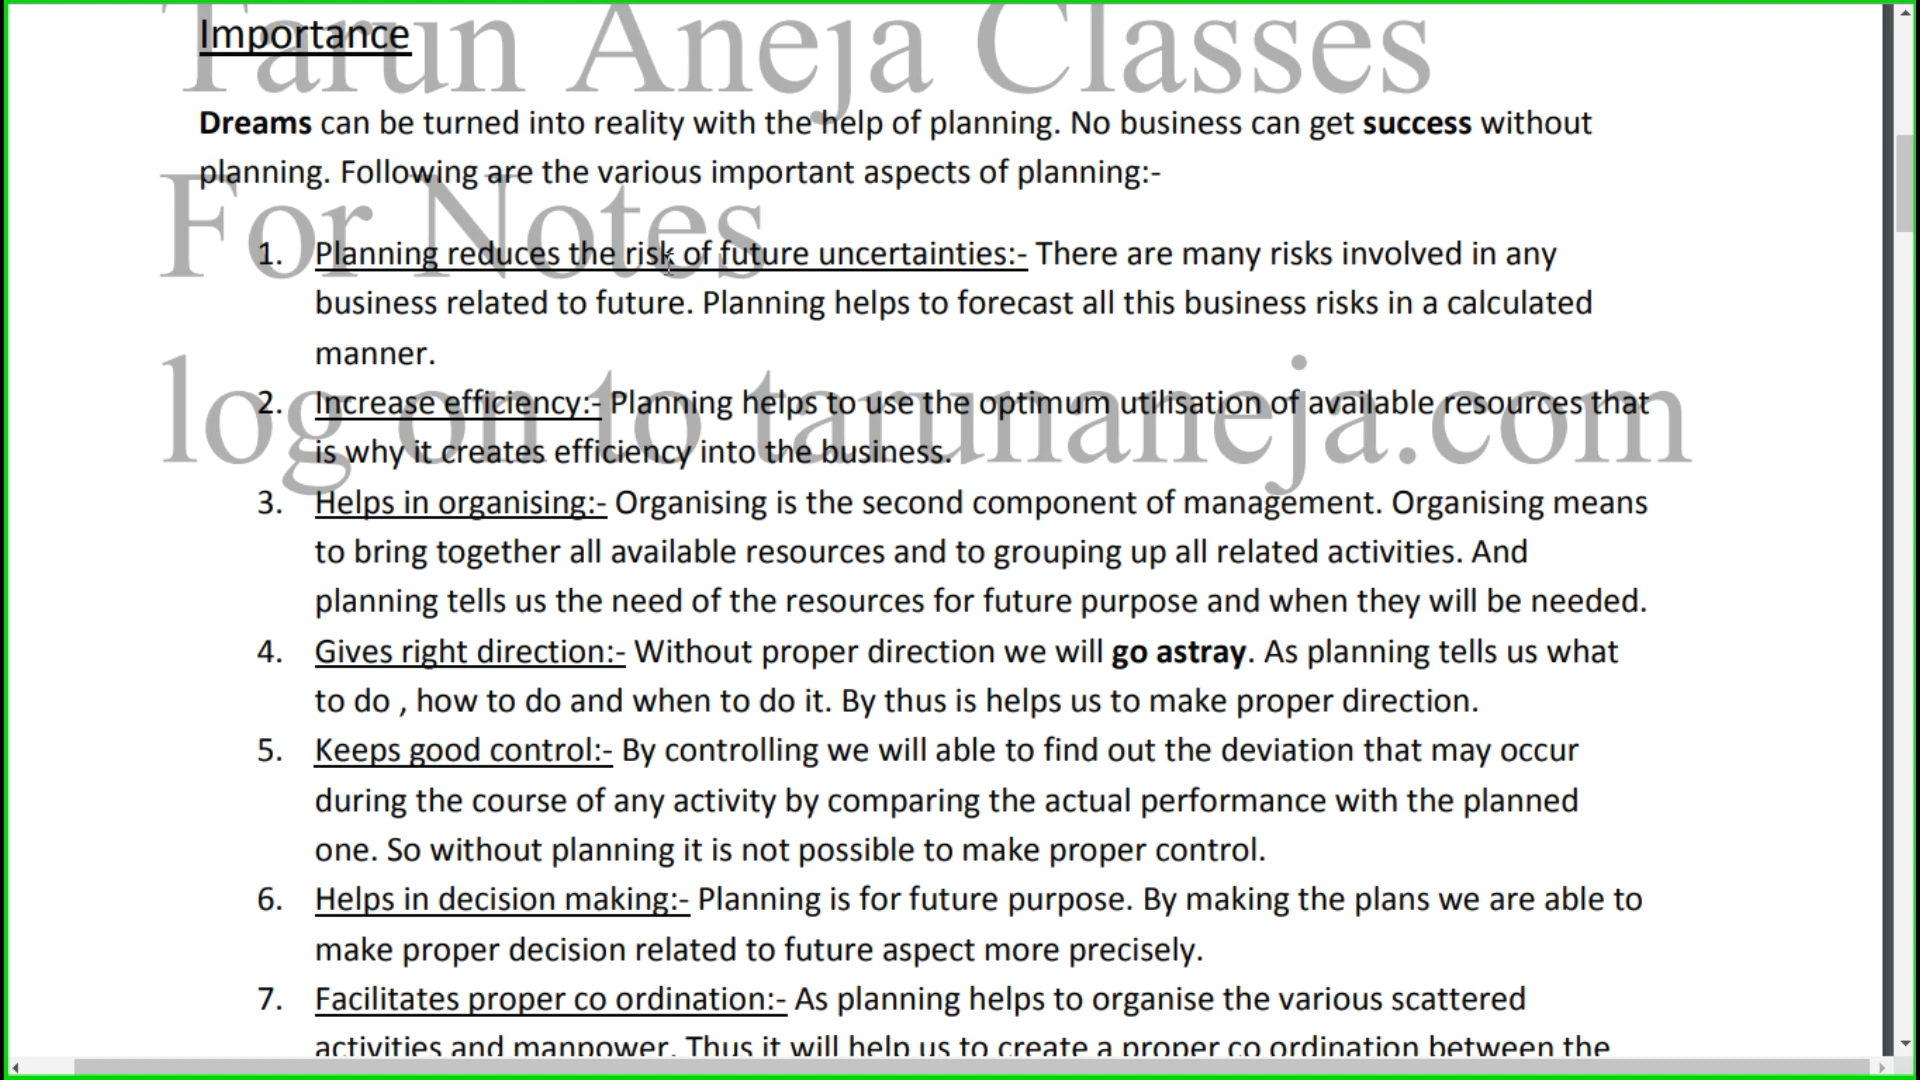 Tarun Aneja Classes
Importance
Dreams can be turned into reality with the help of planning. No business can get success without
planning. Following are the various important aspects of planning:-
For Notes
1. Planning reduces the risk of future uncertainties:- There are many risks involved in any
business related to future. Planning helps to forecast all this business risks in a calculated
manner.
log on to tarunaneja.com
2. Increase efficiency:- Planning helps to use the optimum utilisation of available resources that
is why it creates efficiency into the business.
3. Helps in organising:- Organising is the second component of management. Organising means
to bring together all available resources and to grouping up all related activities. And
planning tells us the need of the resources for future purpose and when they will be needed.
4. Gives right direction:- Without proper direction we will go astray. As planning tells us what
to do , how to do and when to do it. By thus is helps us to make proper direction.
5. Keeps good control:- By controlling we will able to find out the deviation that may occur
during the course of any activity by comparing the actual performance with the planned
one. So without planning it is not possible to make proper control.
6. Helps in decision making:- Planning is for future purpose. By making the plans we are able to
make proper decision related to future aspect more precisely.
7. Facilitates proper co ordination:- As planning helps to organise the various scattered
activities and manpower. Thus it will help us to create a proper co ordination between the